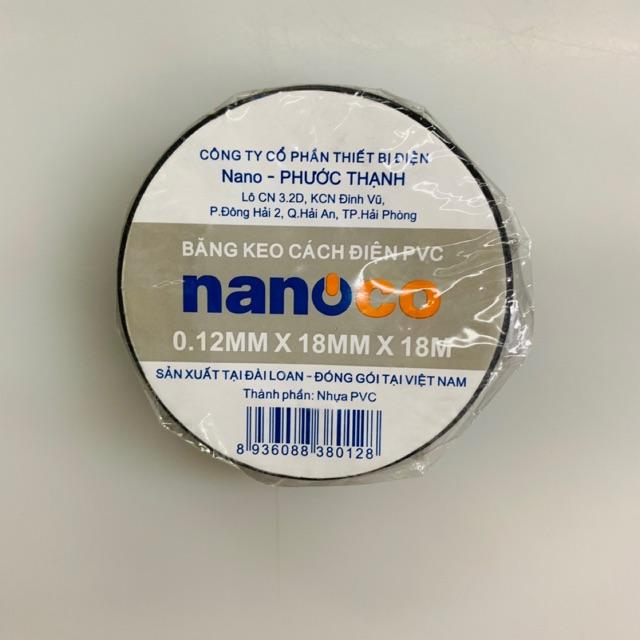 CÔNG TY CỔ PHẦN THIẾT BỊ ĐIỆN
Nano - PHƯỚC THẠNH
Lô CN 3.2D, KCN Đình Vũ,
P.Đông Hải 2, Q.Hải An, TP.Hải Phòng
BĂNG KEO CÁCH ĐIỆN PVC
nanoco
0.12MM X 18MM X 18M
SẢN XUẤT TẠI ĐÀI LOAN - ĐÓNG GÓI TẠI VIỆT NAM
Thành phần: Nhựa PVC
8 936088 380128